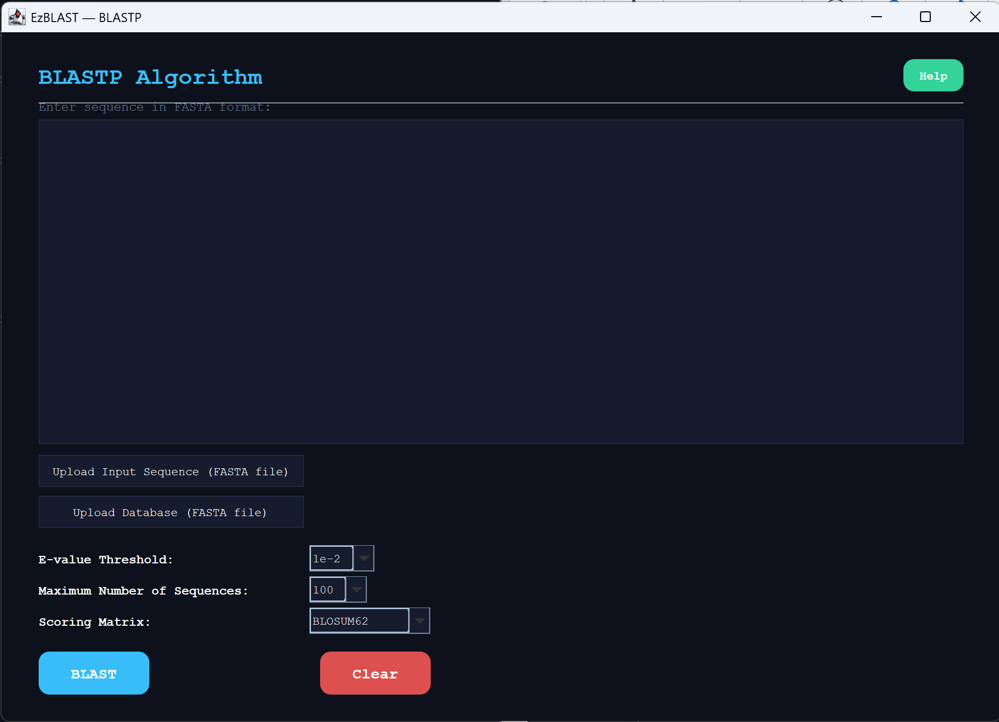 EzBLAST — BLASTP
BLASTP Algorithm
Help
Enter sequence in FASTA format:
Upload Input Sequence (FASTA file)
Upload Database (FASTA file)
E-value Threshold: 1e-2
Maximum Number of Sequences: 100
Scoring Matrix: BLOSUM62
BLAST Clear